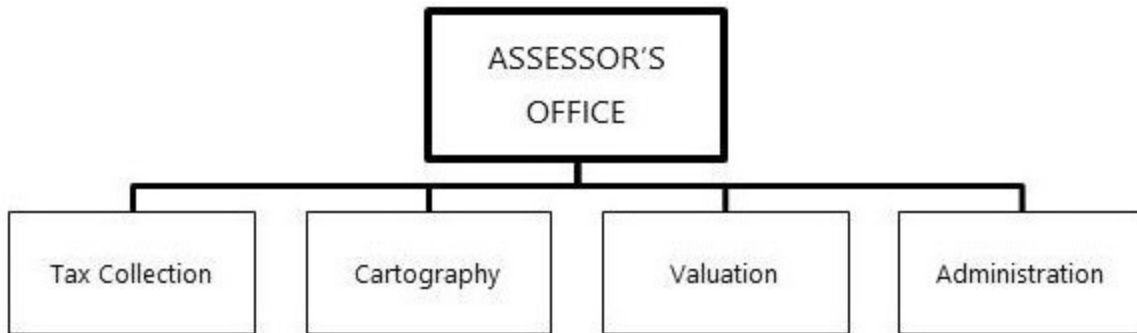 ASSESSOR’S
OFFICE
Tax Collection
Cartography
Valuation
Administration